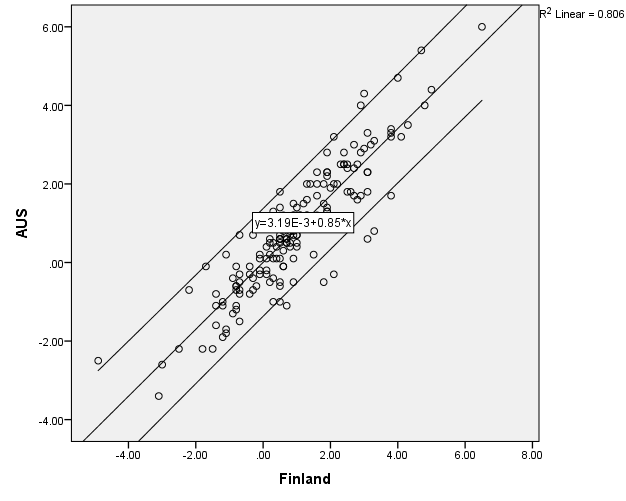 R2 Linear = 0.806
6.00
4.00
2.00
.00
-2.00
-4.00
AUS
y=3.19E-3+0.85*x
-4.00 -2.00 .00 2.00 4.00 6.00 8.00
Finland